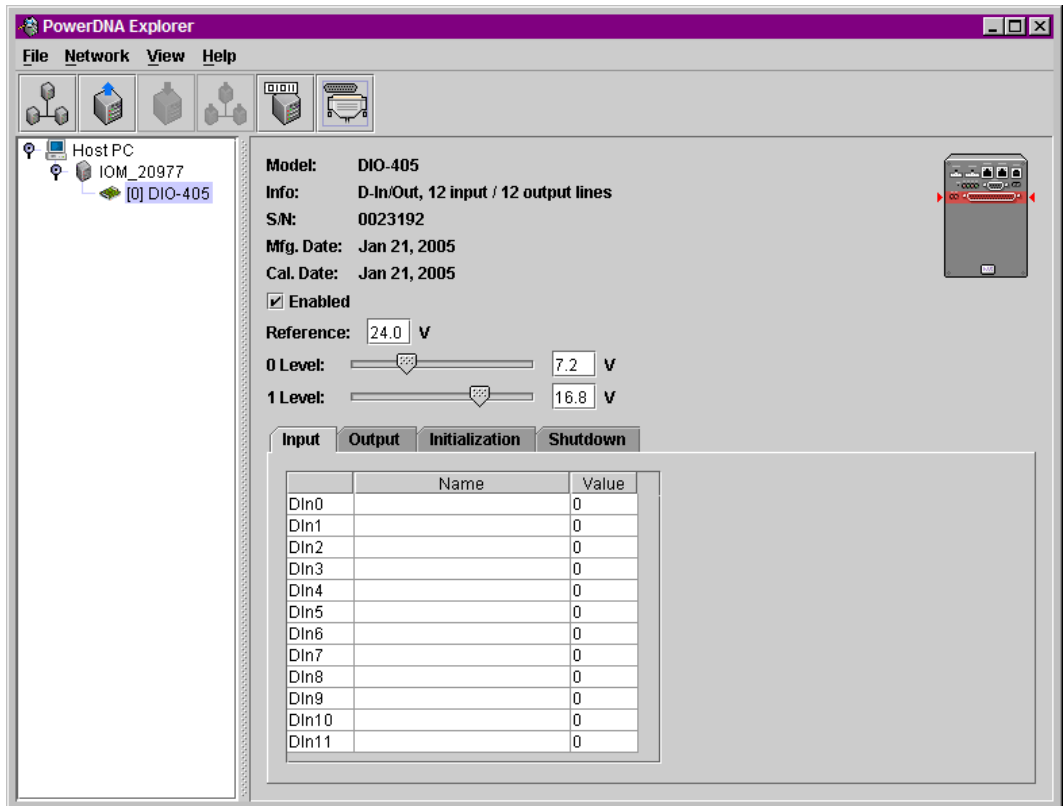 PowerDNA Explorer
File Network View Help
Host PC
IOM_20977
[0] DIO-405
Model: DIO-405
Info: D-In/Out, 12 input / 12 output lines
S/N: 0023192
Mfg. Date: Jan 21, 2005
Cal. Date: Jan 21, 2005
Enabled
Reference: 24.0 V
0 Level: 7.2 V
1 Level: 16.8 V
Input Output Initialization Shutdown
Name Value
DIn0 0
DIn1 0
DIn2 0
DIn3 0
DIn4 0
DIn5 0
DIn6 0
DIn7 0
DIn8 0
DIn9 0
DIn10 0
DIn11 0